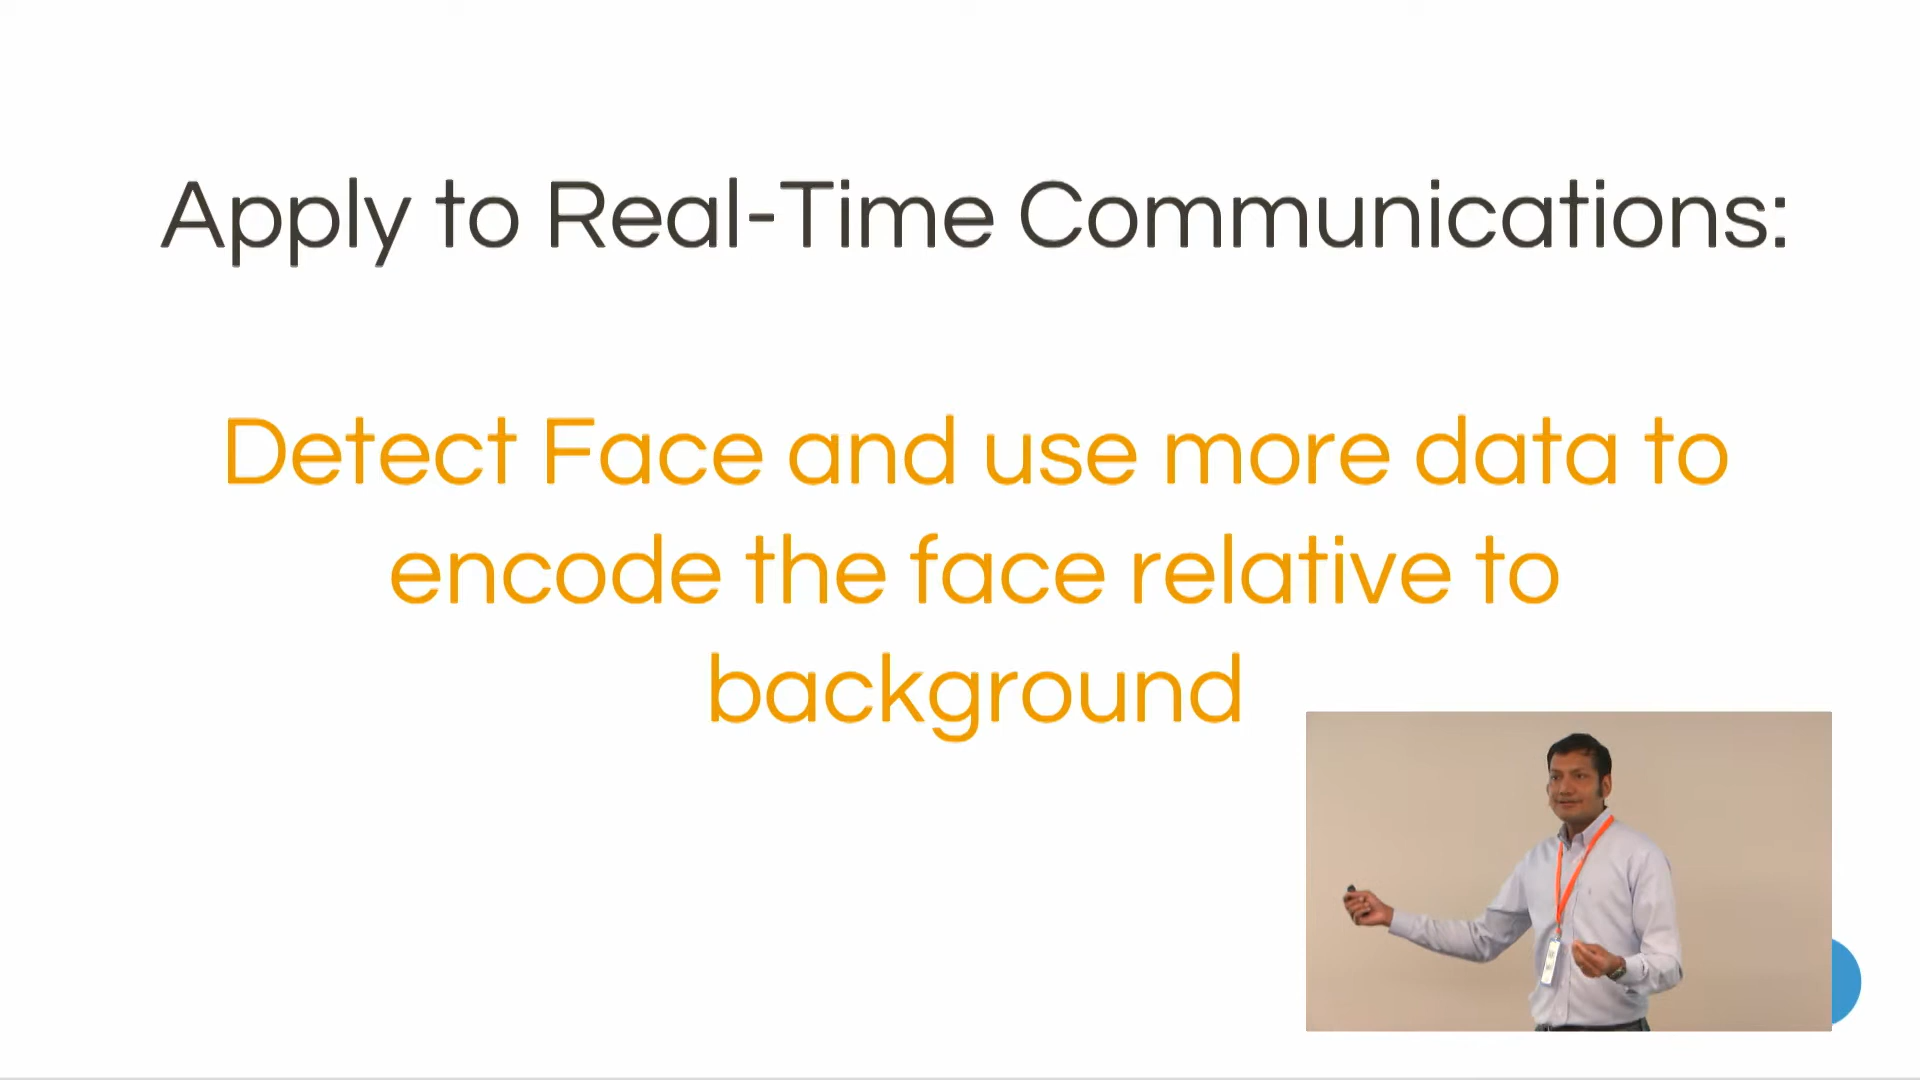 Apply to Real-Time Communications:
Detect Face and use more data to
encode the face relative to
background